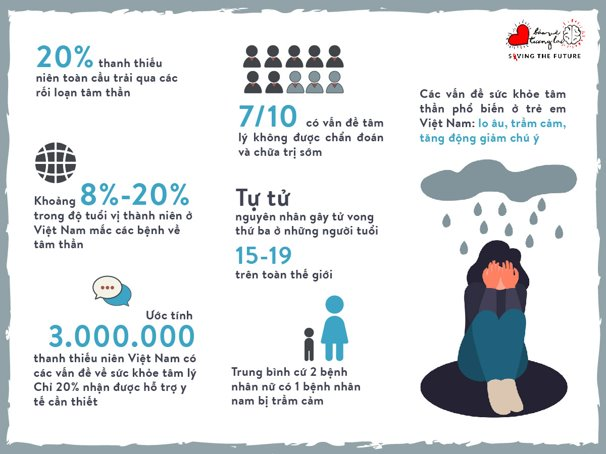 20% thanh thiếu
niên toàn cầu trải qua các
rối loạn tâm thần
Khoảng 8%-20%
trong độ tuổi vị thành niên ở
Việt Nam mắc các bệnh về
tâm thần
Ước tính
3.000.000
thanh thiếu niên Việt Nam có
các vấn đề về sức khỏe tâm lý
Chỉ 20% nhận được hỗ trợ y
tế cần thiết
7/10 có vấn đề tâm
lý không được chẩn đoán
và chữa trị sớm
Tự tử
nguyên nhân gây tử vong
thứ ba ở những người tuổi
15-19
trên toàn thế giới
Trung bình cứ 2 bệnh
nhân nữ có 1 bệnh nhân
nam bị trầm cảm
bảo vệ
tương lai
SAVING THE FUTURE
Các vấn đề sức khỏe tâm
thần phổ biến ở trẻ em
Việt Nam: lo âu, trầm cảm,
tăng động giảm chú ý